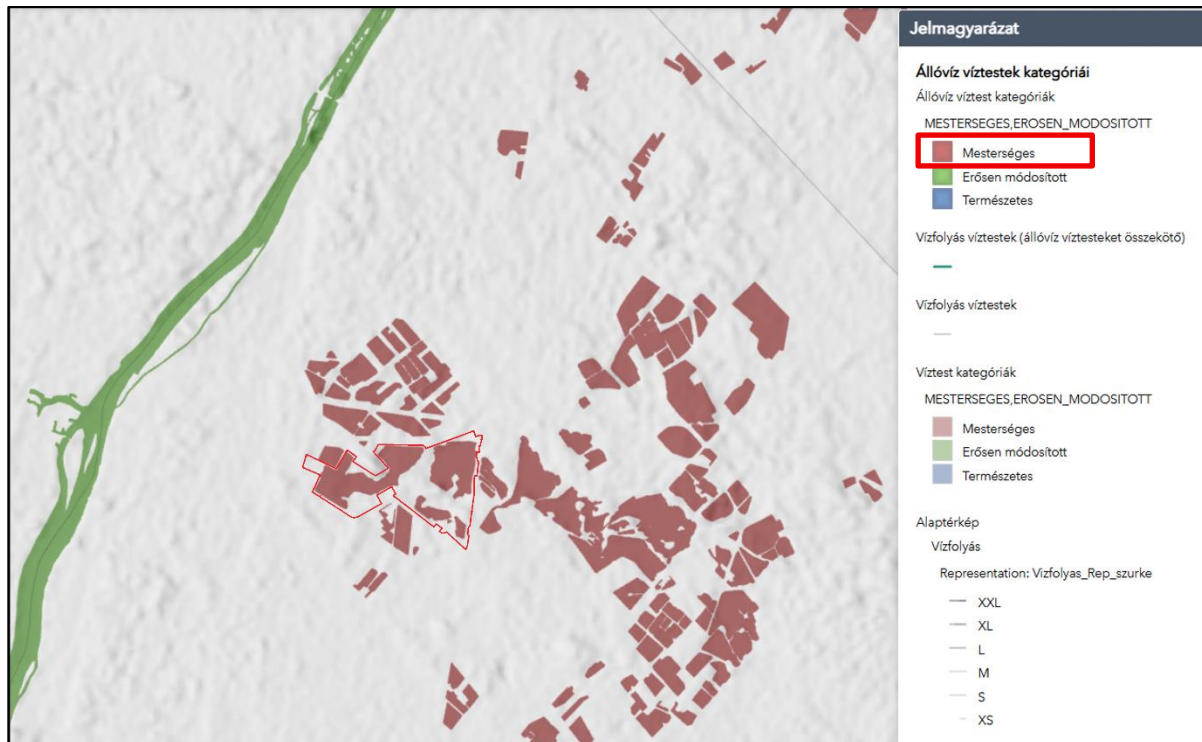 Jelmagyarázat
Állóvíz víztestek kategóriái
Állóvíz víztest kategóriák
MESTERSEGES,EROSEN_MODOSITOTT
Mesterséges
Erősen módosított
Természetes
Vízfolyás víztestek (állóvíz víztesteket összekötő)
Vízfolyás víztestek
Víztest kategóriák
MESTERSEGES,EROSEN_MODOSITOTT
Mesterséges
Erősen módosított
Természetes
Alaptérkép
Vízfolyás
Representation: Vizfolyas_Rep_szurke
XXL
XL
L
M
S
XS